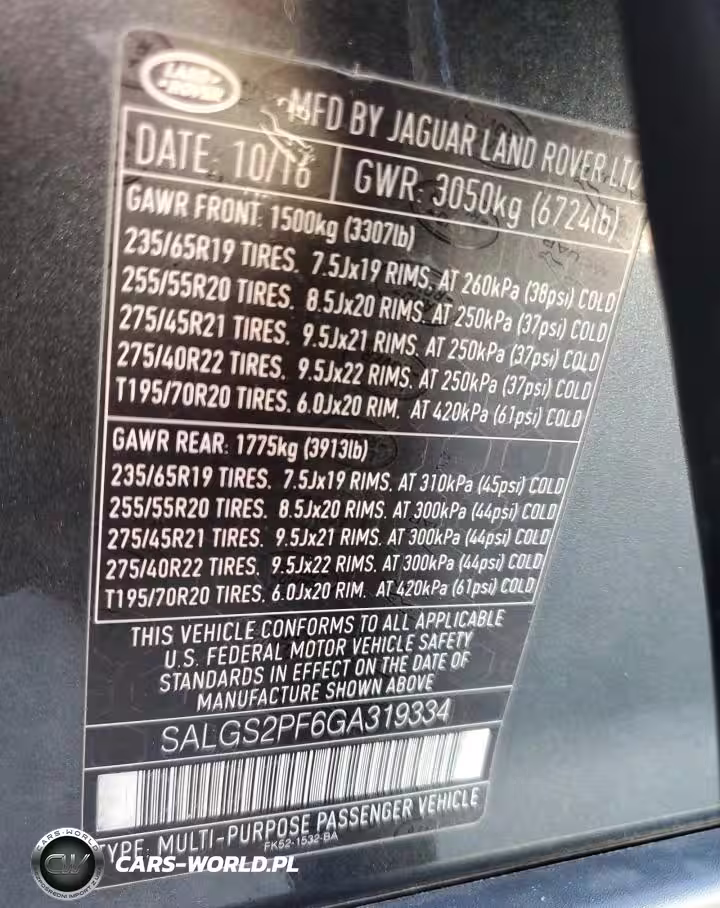 LAND ROVER
MFD BY JAGUAR LAND ROVER LTD
DATE: 10/16
GWR: 3050kg (6724lb)
GAWR FRONT: 1500kg (3307lb)
235/65R19 TIRES. 7.5Jx19 RIMS. AT 260kPa (38psi) COLD
255/55R20 TIRES. 8.5Jx20 RIMS. AT 250kPa (37psi) COLD
275/45R21 TIRES. 9.5Jx21 RIMS. AT 250kPa (37psi) COLD
275/40R22 TIRES. 9.5Jx22 RIMS. AT 250kPa (37psi) COLD
T195/70R20 TIRES. 6.0Jx20 RIM. AT 420kPa (61psi) COLD
GAWR REAR: 1775kg (3913lb)
235/65R19 TIRES. 7.5Jx19 RIMS. AT 310kPa (45psi) COLD
255/55R20 TIRES. 8.5Jx20 RIMS. AT 300kPa (44psi) COLD
275/45R21 TIRES. 9.5Jx21 RIMS. AT 300kPa (44psi) COLD
275/40R22 TIRES. 9.5Jx22 RIMS. AT 300kPa (44psi) COLD
T195/70R20 TIRES. 6.0Jx20 RIM. AT 420kPa (61psi) COLD
THIS VEHICLE CONFORMS TO ALL APPLICABLE
U.S. FEDERAL MOTOR VEHICLE SAFETY
STANDARDS IN EFFECT ON THE DATE OF
MANUFACTURE SHOWN ABOVE
SALGS2PF6GA319334
TYPE: MULTI-PURPOSE PASSENGER VEHICLE
FK52-1532-BA
CARS-WORLD
CARS-WORLD.PL